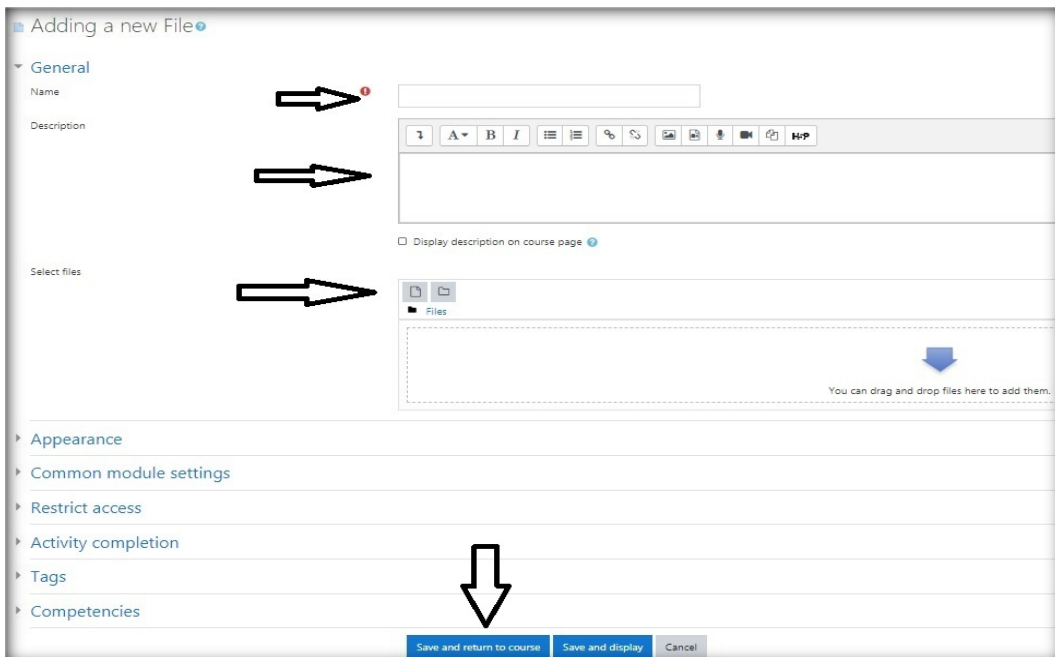 Adding a new File
General
Name
Description
A B I H-P
Display description on course page
Select files
Files
You can drag and drop files here to add them.
Appearance
Common module settings
Restrict access
Activity completion
Tags
Competencies
Save and return to course Save and display Cancel